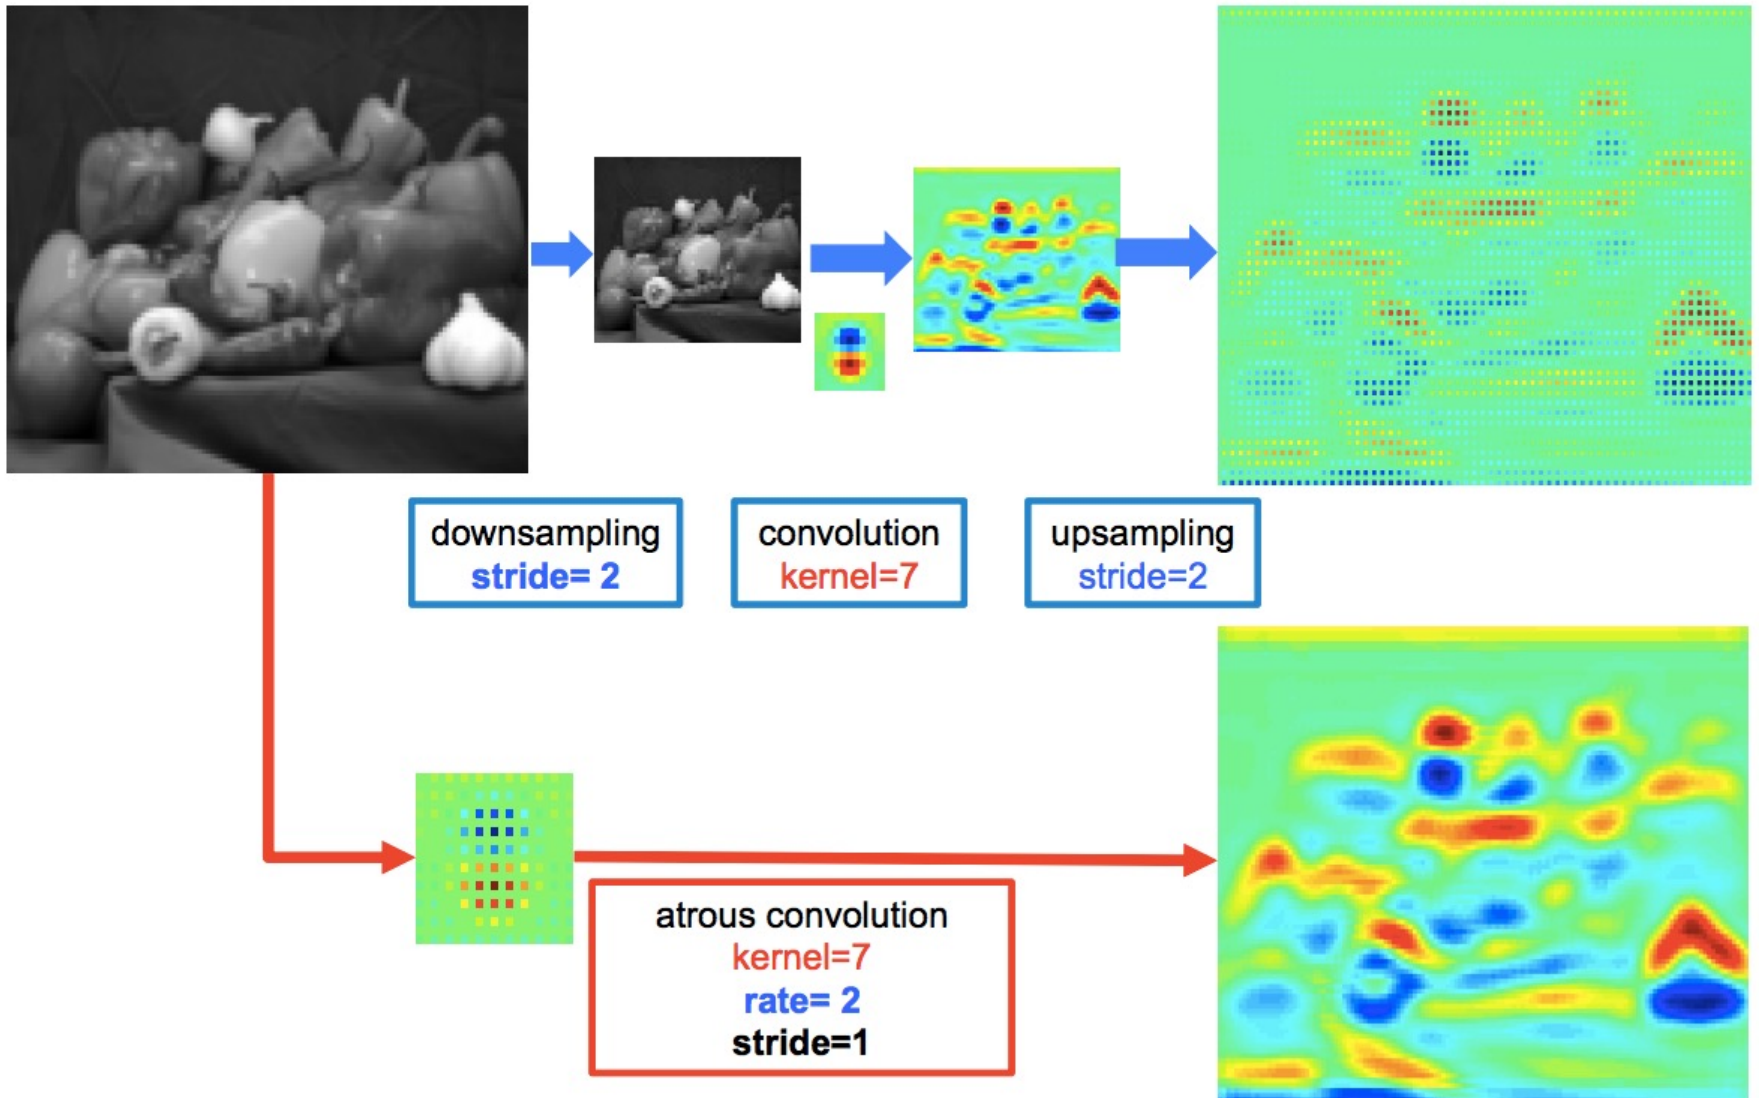 downsampling
stride= 2
convolution
kernel=7
upsampling
stride=2
atrous convolution
kernel=7
rate= 2
stride=1